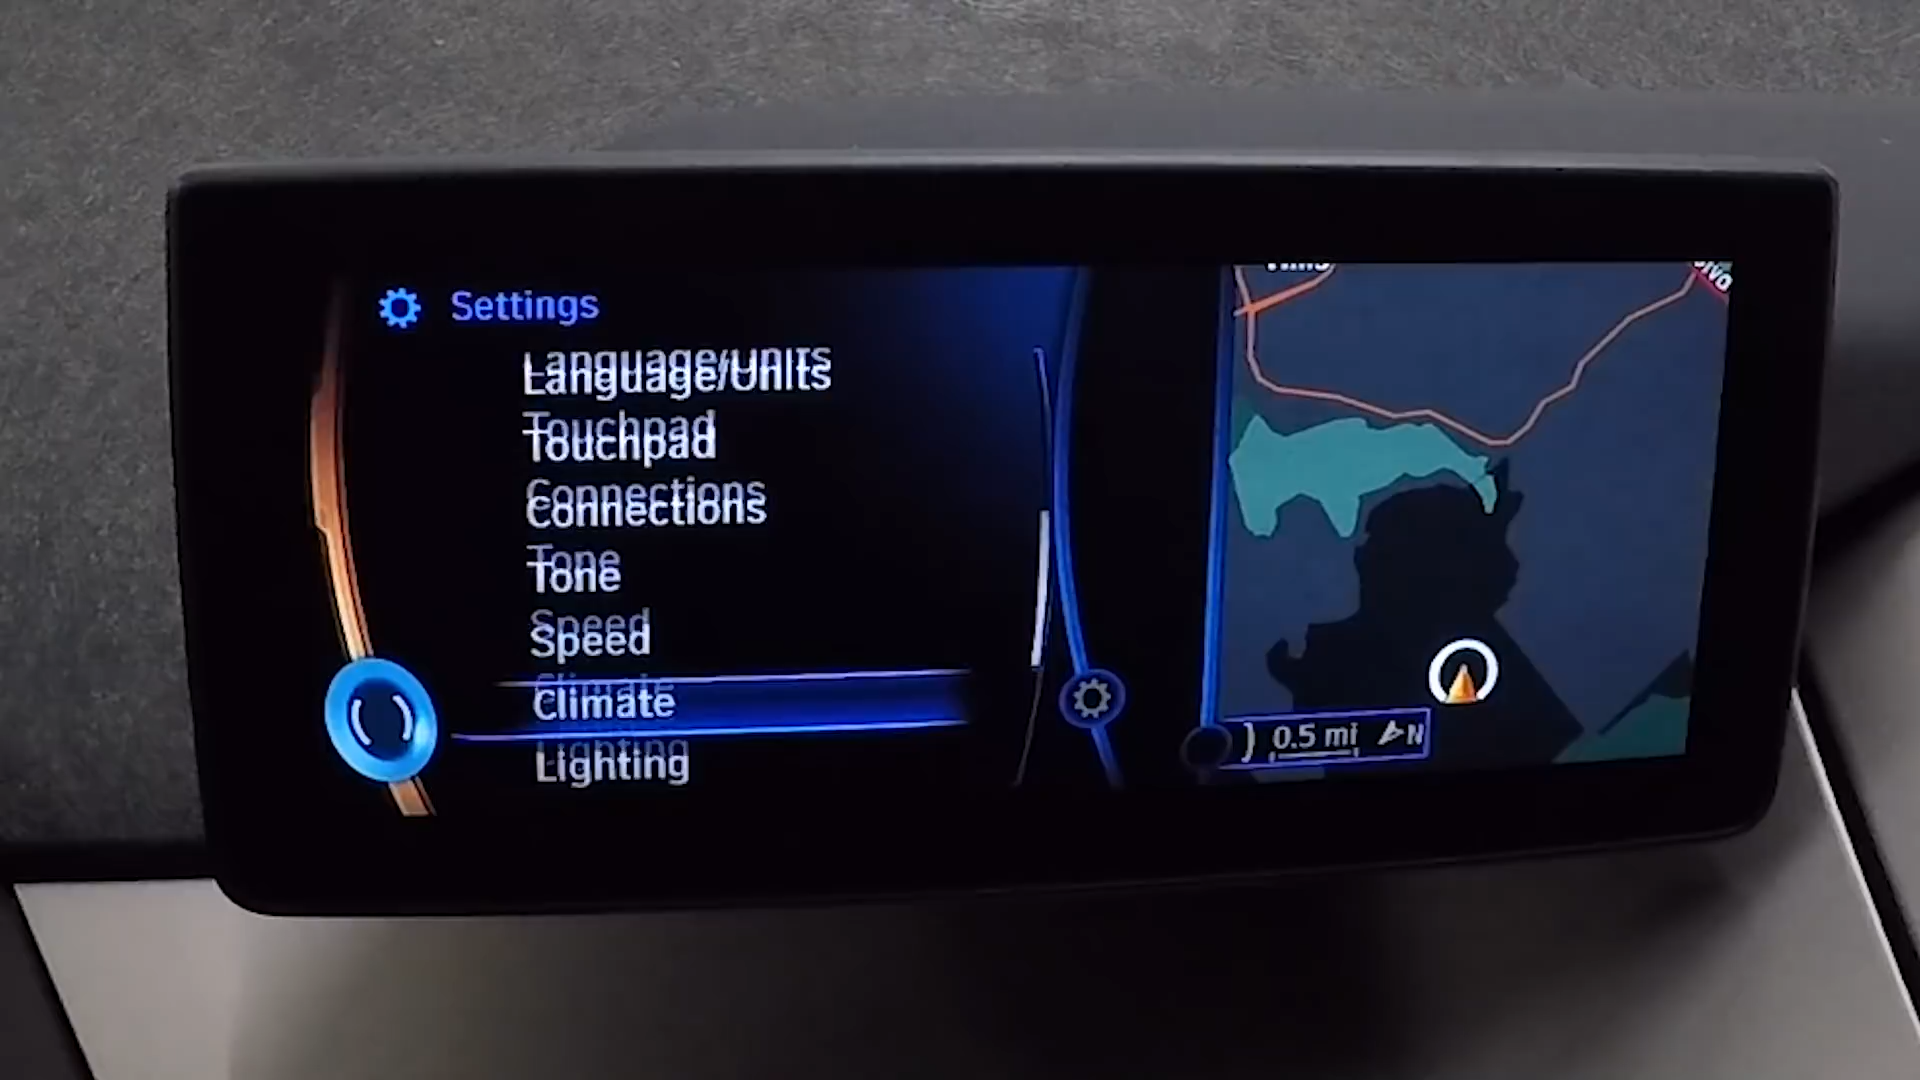 Settings
Language/Units
Touchpad
Connections
Tone
Speed
Climate
Lighting
0.5 mi N